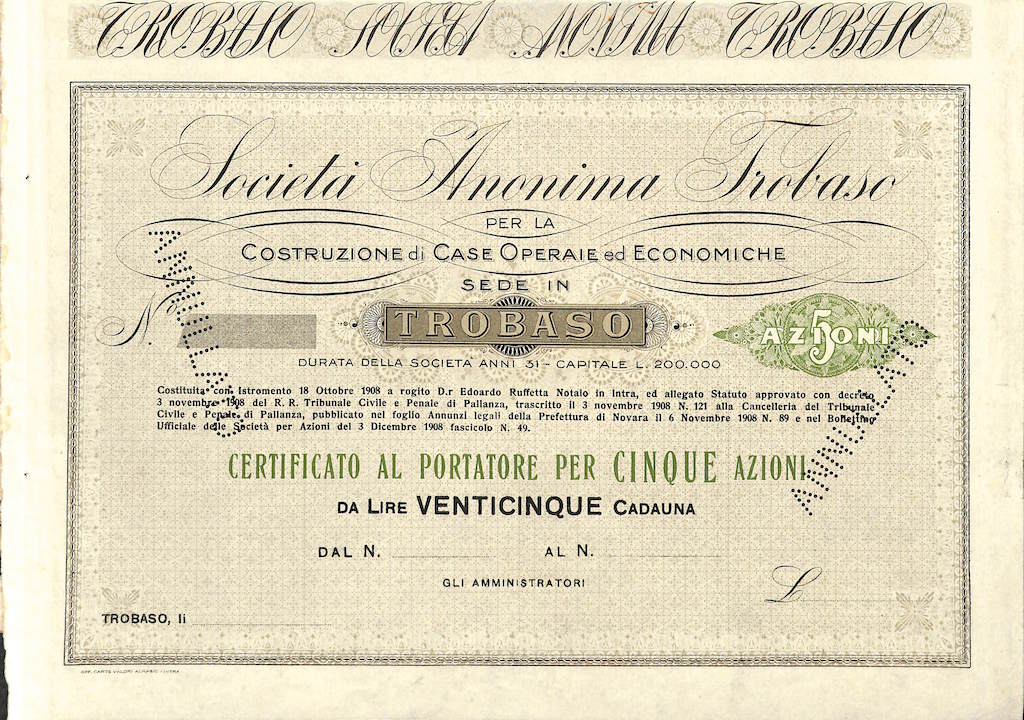 TROBASO SOCIETÀ ANONIMA TROBASO
Società Anonima Trobaso
PER LA
COSTRUZIONE di CASE OPERAIE ed ECONOMICHE
SEDE IN
N.
TROBASO
5 AZIONI
DURATA DELLA SOCIETA ANNI 31 - CAPITALE L. 200.000
Costituita con Istromento 18 Ottobre 1908 a rogito D.r Edoardo Ruffetta Notaio in Intra, ed allegato Statuto approvato con decreto
3 novembre 1908 del R. R. Tribunale Civile e Penale di Pallanza, trascritto il 3 novembre 1908 N. 121 alla Cancelleria del Tribunale
Civile e Penale di Pallanza, pubblicato nel foglio Annunzi legali della Prefettura di Novara il 6 Novembre 1908 N. 89 e nel Bollettino
Ufficiale delle Società per Azioni del 3 Dicembre 1908 fascicolo N. 49.
ANNULLATO
ANNULLATO
CERTIFICATO AL PORTATORE PER CINQUE AZIONI
DA LIRE VENTICINQUE CADAUNA
DAL N. AL N.
GLI AMMINISTRATORI
L
TROBASO, li